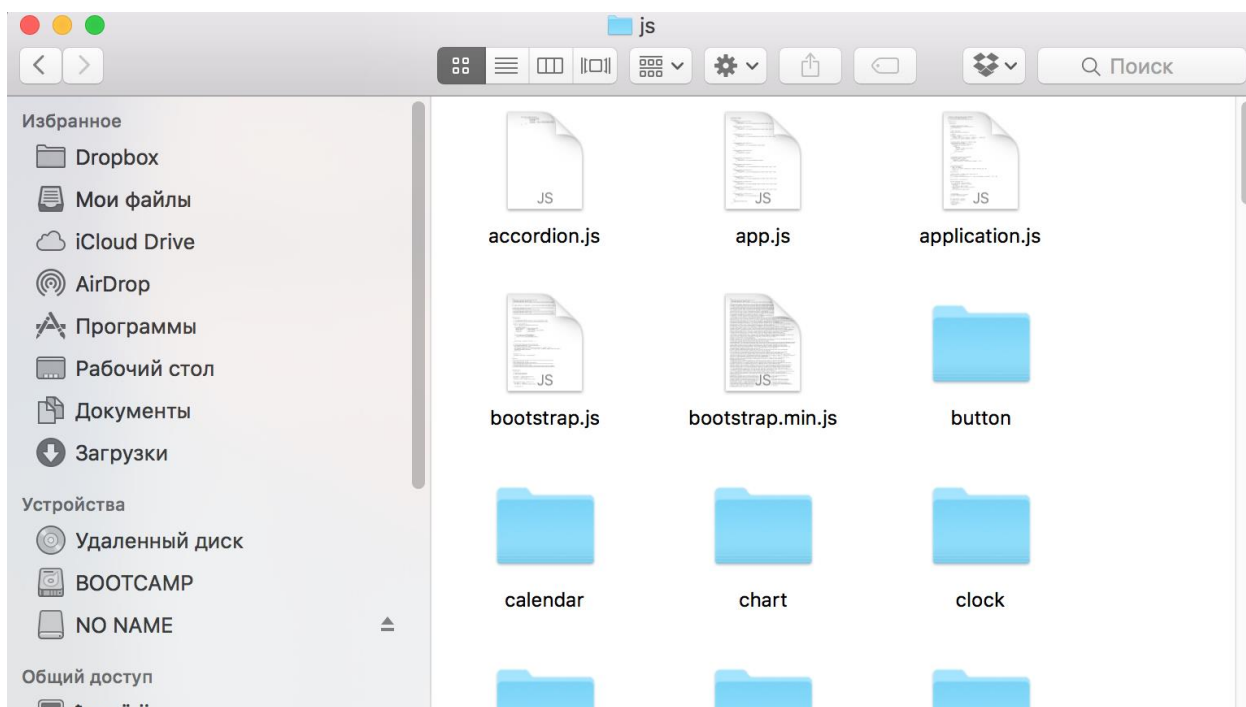 js
Поиск
Избранное
Dropbox
Мои файлы
iCloud Drive
AirDrop
Программы
Рабочий стол
Документы
Загрузки
Устройства
Удаленный диск
BOOTCAMP
NO NAME
Общий доступ
JS
JS
JS
accordion.js
app.js
application.js
JS
JS
bootstrap.js
bootstrap.min.js
button
calendar
chart
clock